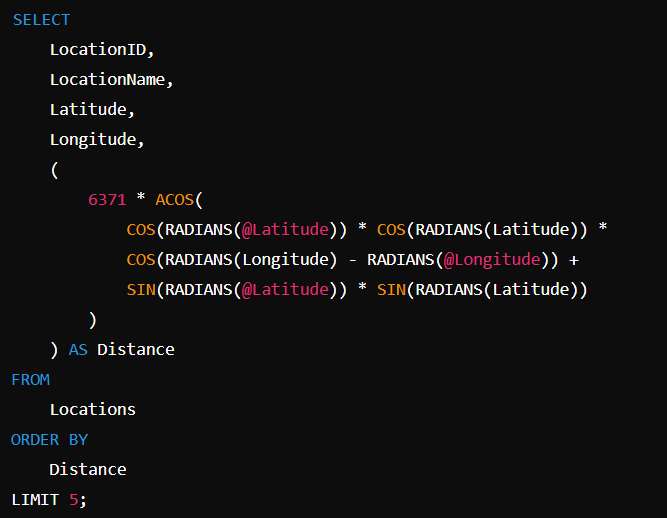 SELECT
    LocationID,
    LocationName,
    Latitude,
    Longitude,
    (
        6371 * ACOS(
            COS(RADIANS(@Latitude)) * COS(RADIANS(Latitude)) *
            COS(RADIANS(Longitude) - RADIANS(@Longitude)) +
            SIN(RADIANS(@Latitude)) * SIN(RADIANS(Latitude))
        )
    ) AS Distance
FROM
    Locations
ORDER BY
    Distance
LIMIT 5;